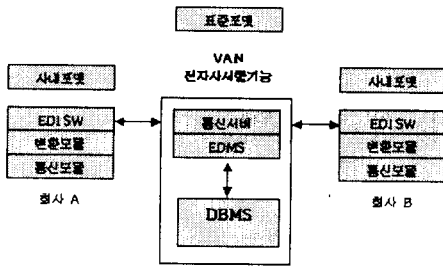 표준포맷
VAN
전자사서함기능
사내포맷
사내포맷
EDI SW
변환모듈
통신모듈
회사 A
통신서버
EDMS
DBMS
EDI SW
변환모듈
통신모듈
회사 B